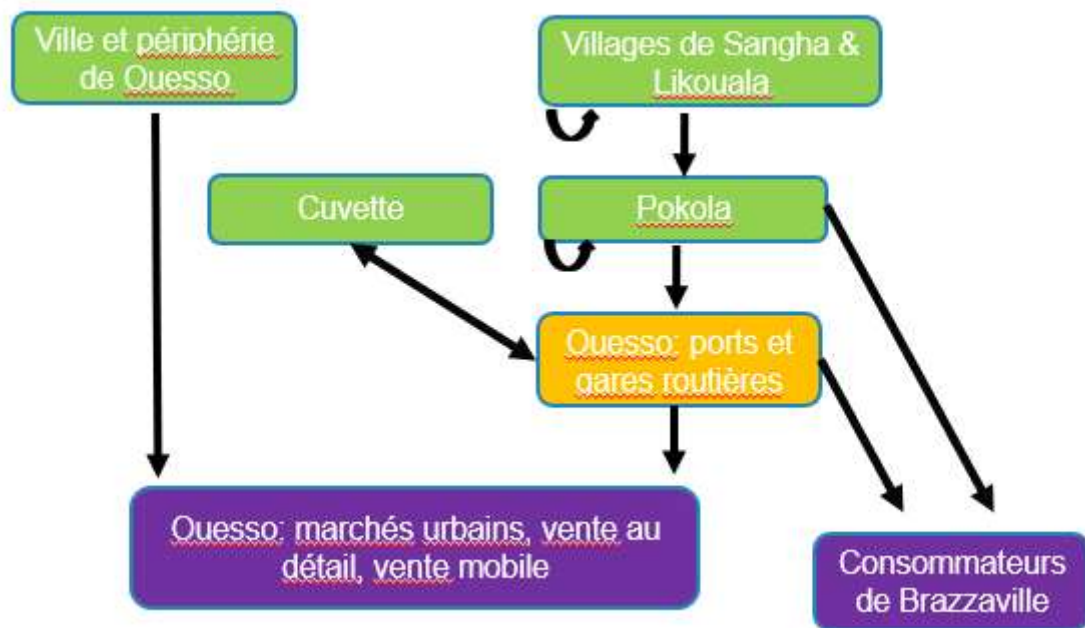 Ville et périphérie
de Ouesso
Villages de Sangha &
Likouala
Cuvette
Pokola
Ouesso: ports et
gares routières
Ouesso: marchés urbains, vente au
détail, vente mobile
Consommateurs
de Brazzaville